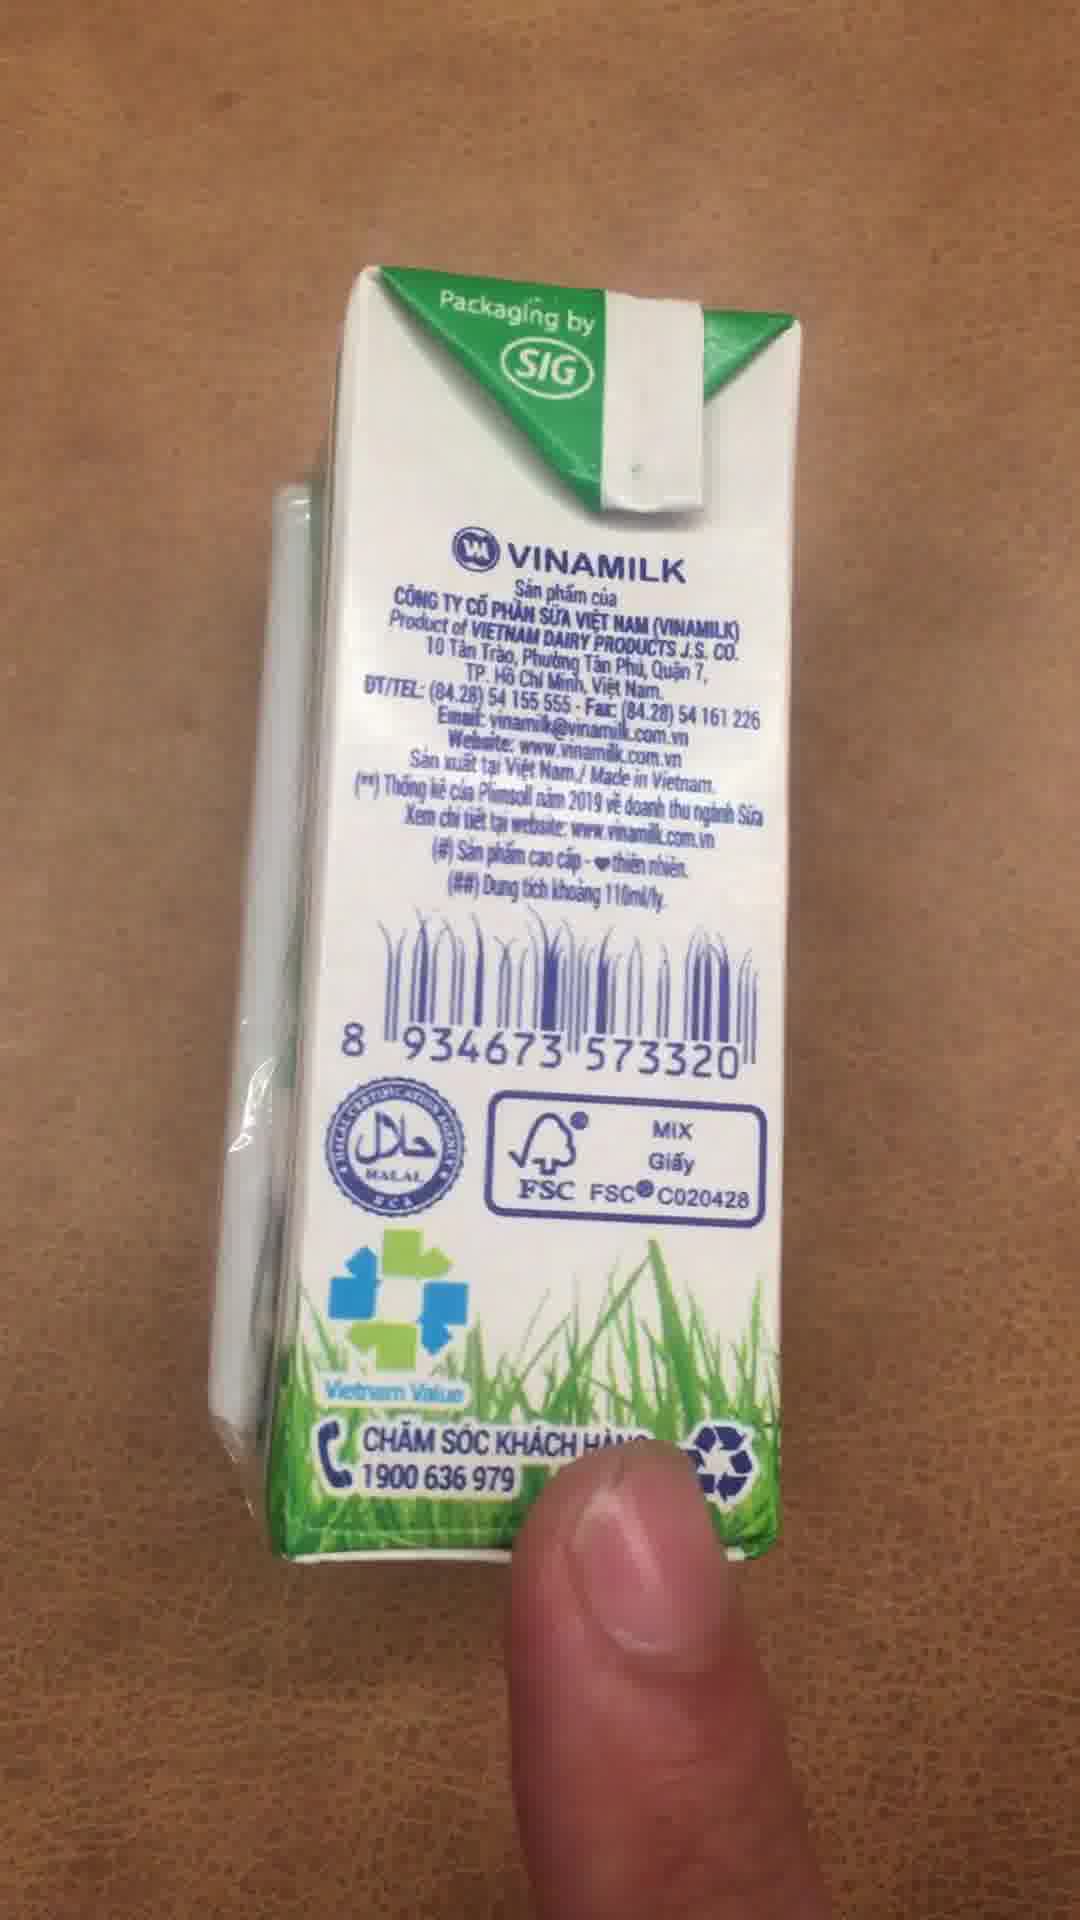 Packaging by
SIG
VINAMILK
Sản phẩm của
CÔNG TY CỔ PHẦN SỮA VIỆT NAM (VINAMILK)
Product of VIETNAM DAIRY PRODUCTS J.S. CO.
10 Tân Trào, Phường Tân Phú, Quận 7,
TP. Hồ Chí Minh, Việt Nam.
ĐT/TEL: (84.28) 54 155 555 - Fax: (84.28) 54 161 226
Email: vinamilk@vinamilk.com.vn
Website: www.vinamilk.com.vn
Sản xuất tại Việt Nam./ Made in Vietnam.
(**) Thống kê của Plimsoll năm 2019 về doanh thu ngành Sữa
Xem chi tiết tại website: www.vinamilk.com.vn
(#) Sản phẩm cao cấp - ❤ thiên nhiên.
(##) Dung tích khoảng 110ml/ly.
8 934673 573320
HALAL CERTIFICATION AGENCY
حلال
HALAL
HCA
MIX
Giấy
FSC FSC® C020428
Vietnam Value
CHĂM SÓC KHÁCH HÀNG
1900 636 979